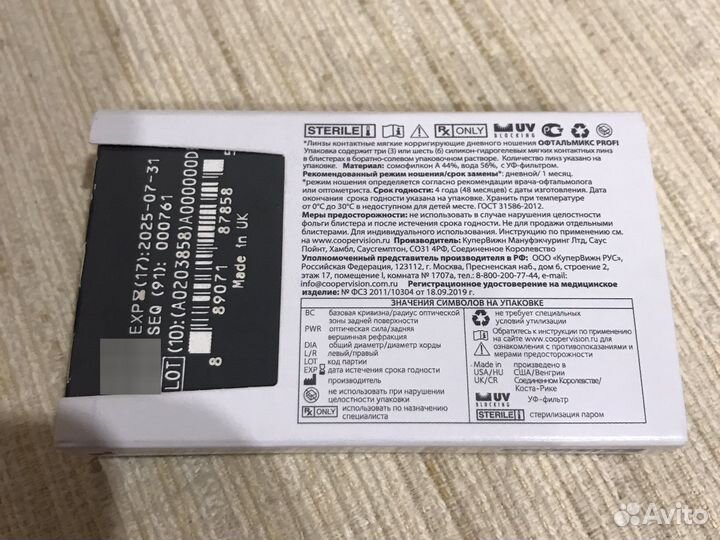 EXP (17):2025-07-31
SEQ (91): 000761
LOT (10):(A0203858)A000000D
8 89071 87858 5
Made in UK
STERILE ℞ ONLY UV BLOCKING
*Линзы контактные мягкие корригирующие дневного ношения ОФТАЛЬМИКС PROFI
Упаковка содержит три (3) или шесть (6) силикон-гидрогелевых мягких контактных линз
в блистерах в боратно-солевом упаковочном растворе. Количество линз указано на
упаковке. Материал: сомофилкон А 44%, вода 56%, с УФ-фильтром.
Рекомендованный режим ношения/срок замены*: дневной/ 1 месяц.
*режим ношения определяется согласно рекомендации врача-офтальмолога
или оптометриста. Срок годности: 4 года (48 месяцев) с даты изготовления. Дата
окончания срока годности указана на упаковке. Хранить при температуре
от 0°C до 30°C в недоступном для детей месте. ГОСТ 31586-2012.
Меры предосторожности: не использовать в случае нарушения целостности
фольги на блистере и после истечения срока годности. Не для продажи отдельными
блистерами. Для индивидуального использования. Инструкцию по применению см.
на www.coopervision.ru Производитель: КуперВижн Мануфэкчуринг Лтд, Саус
Пойнт, Хамбл, Саусгемптон, СО31 4РФ, Соединенное Королевство
Уполномоченный представитель производителя в РФ: ООО «КуперВижн РУС»,
Российская Федерация, 123112, г. Москва, Пресненская наб., дом 6, строение 2,
этаж 17, помещение I, комната № 1707А, тел.:8-800-200-77-44, e-mail:
info@coopervision.ru Регистрационное удостоверение на медицинское
изделие: № ФСЗ 2011/10304 от 18.09.2019 г.
ЗНАЧЕНИЯ СИМВОЛОВ НА УПАКОВКЕ
BC базовая кривизна/радиус оптической
зоны задней поверхности
PWR оптическая сила/задняя
вершинная рефракция
DIA общий диаметр/диаметр хорды
L/R левый/правый
LOT код партии
EXP дата истечения срока годности
производитель
не использовать при нарушении
целостности упаковки
℞ ONLY использовать по назначению
специалиста
не требуется особых
условий утилизации
Обратитесь к инструкции по применению
на сайте www.coopervision.ru для
ознакомления с противопоказаниями
и мерами предосторожности
Made in произведено в
USA/HU США/Венгрии
UK/CR Соединенном Королевстве/
Коста-Рике
UV BLOCKING УФ-фильтр
STERILE стерилизация паром
Avito